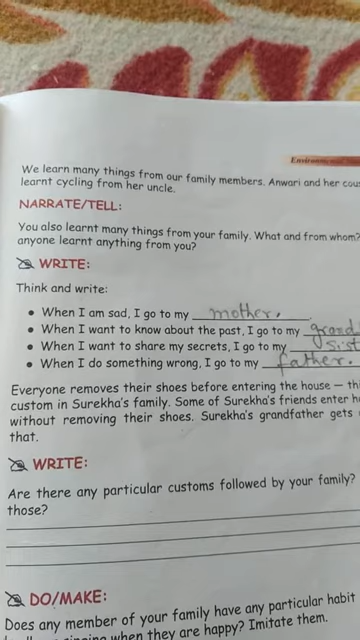 Environmental
We learn many things from our family members. Anwari and her
learnt cycling from her uncle.
NARRATE/TELL:
You also learnt many things from your family. What and from whom?
anyone learnt anything from you?
WRITE:
Think and write:
• When I am sad, I go to my mother.
• When I want to know about the past, I go to my grand
• When I want to share my secrets, I go to my sist
• When I do something wrong, I go to my father.
Everyone removes their shoes before entering the house – th
custom in Surekha's family. Some of Surekha's friends enter h
without removing their shoes. Surekha's grandfather gets
that.
WRITE:
Are there any particular customs followed by your family?
those?
DO/MAKE:
Does any member of your family have any particular habit
when they are happy? Imitate them.